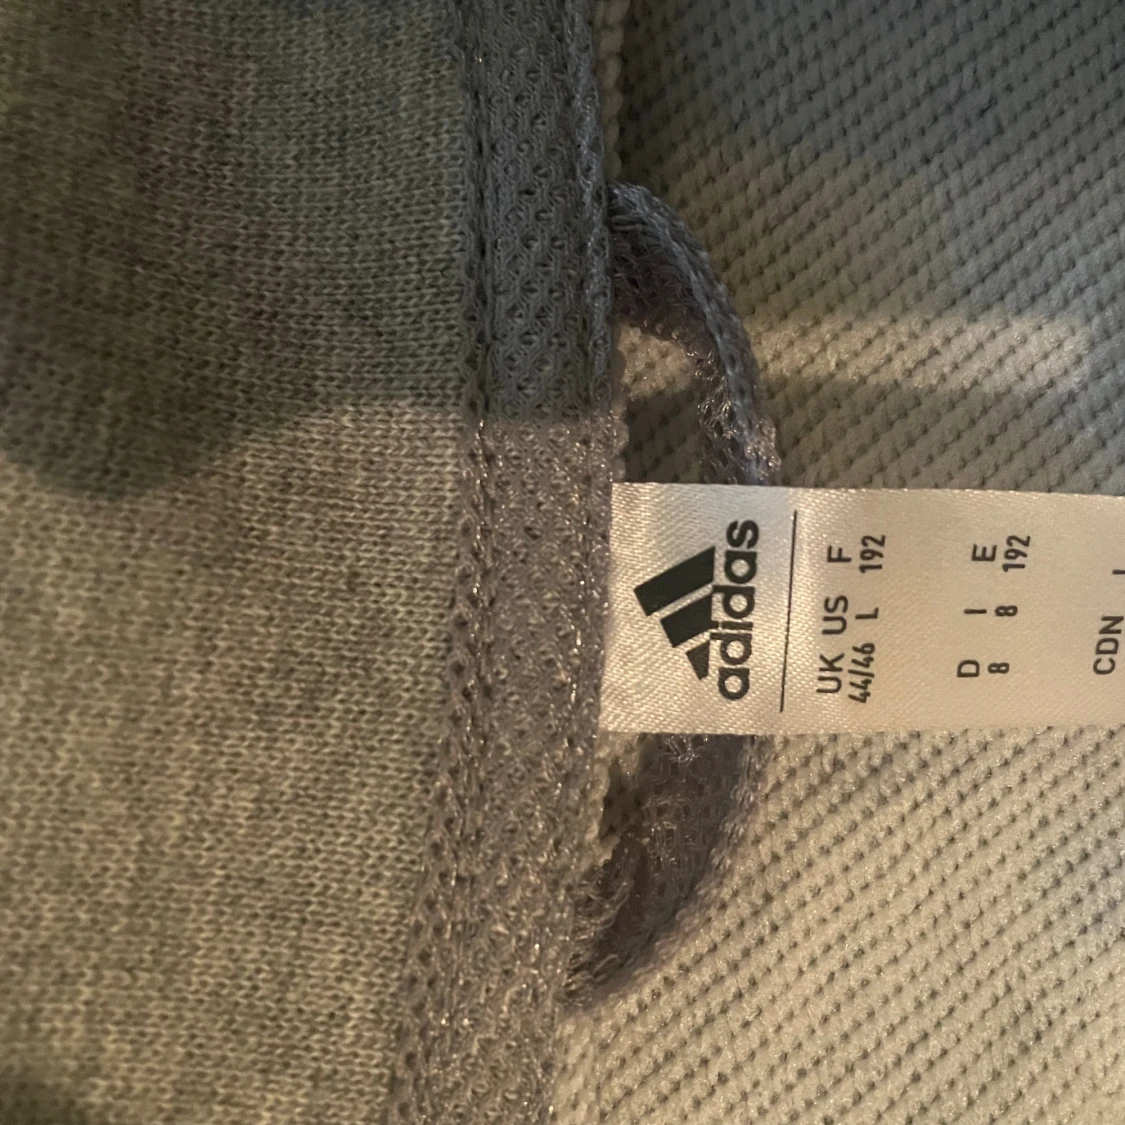 adidas
UK US F
44/46 L 192
D I E
8 8 192
CDN